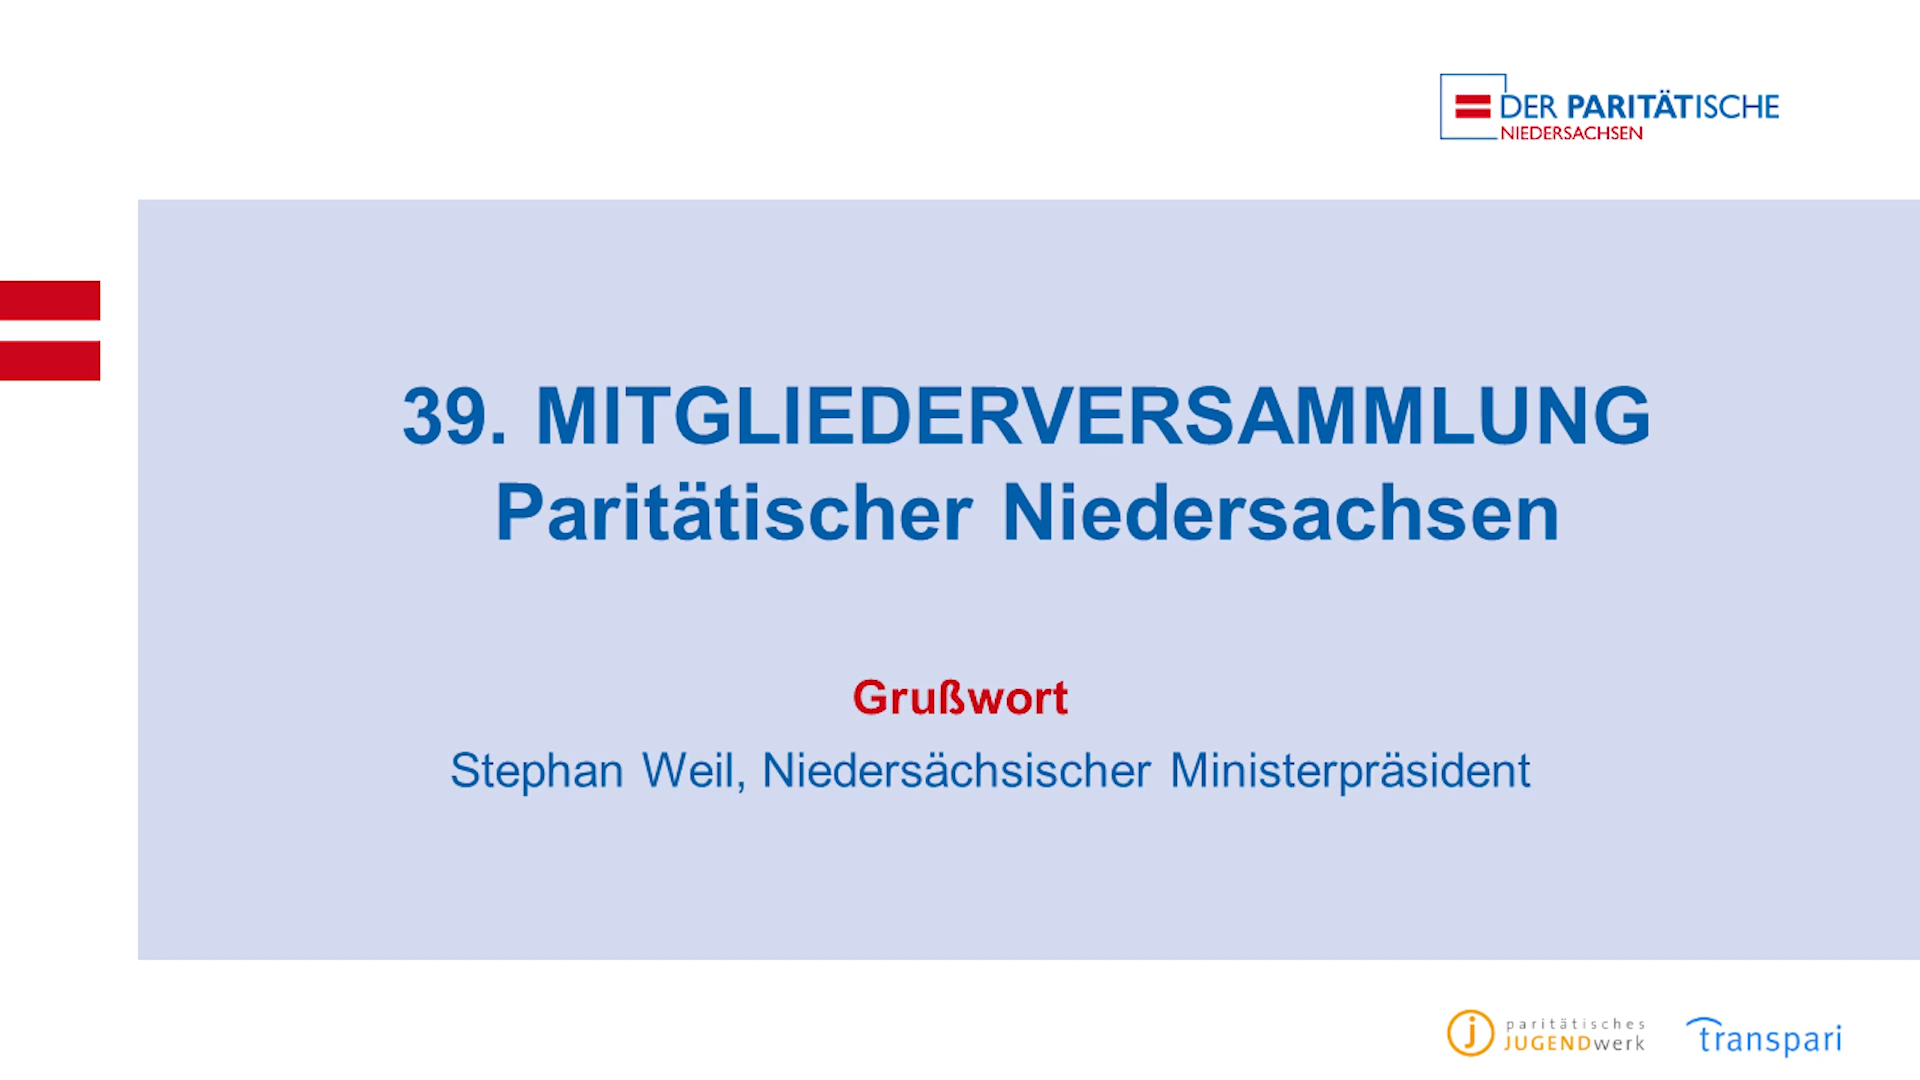 DER PARITÄTISCHE
NIEDERSACHSEN
39. MITGLIEDERVERSAMMLUNG
Paritätischer Niedersachsen
Grußwort
Stephan Weil, Niedersächsischer Ministerpräsident
j paritätisches
JUGENDwerk
transpari